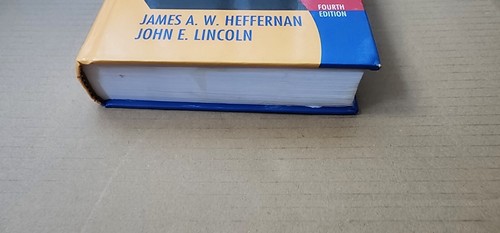 FOURTH
EDITION
JAMES A. W. HEFFERNAN
JOHN E. LINCOLN